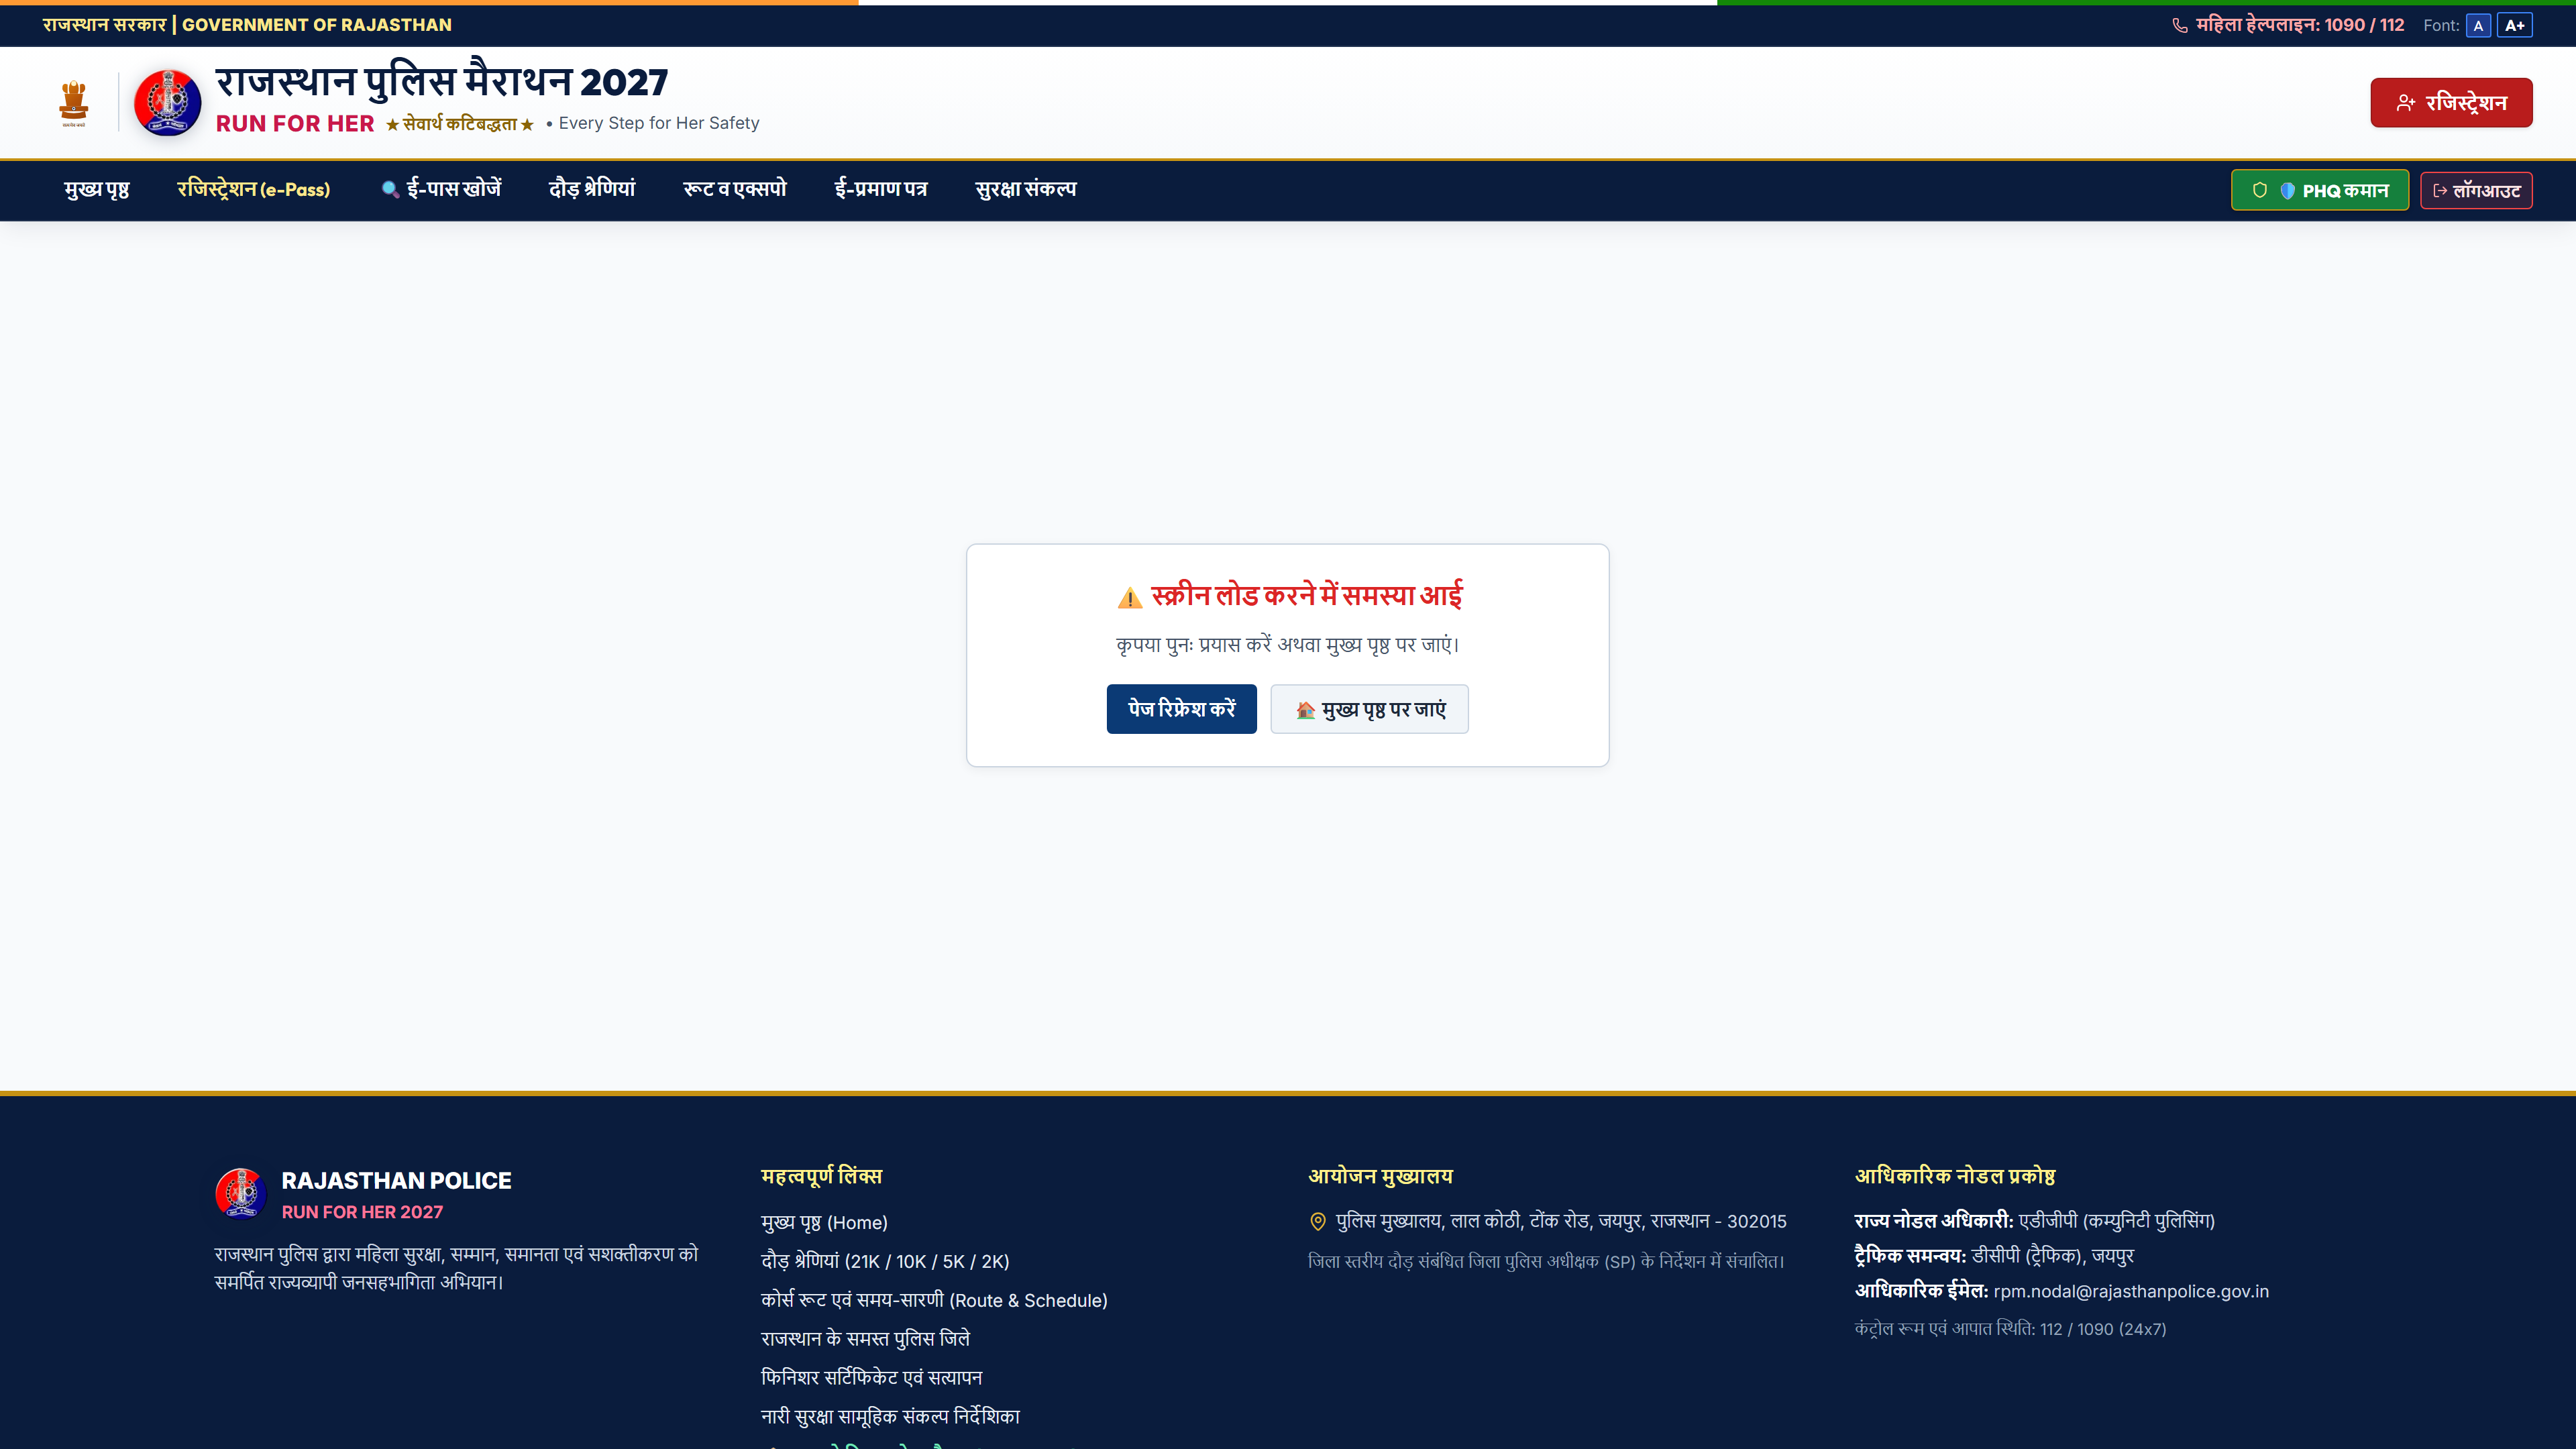 राजस्थान सरकार | GOVERNMENT OF RAJASTHAN
महिला हेल्पलाइन: 1090 / 112 Font: A A+
राजस्थान पुलिस मैराथन 2027
RUN FOR HER ★ सेवार्थ कटिबद्धता ★ • Every Step for Her Safety
रजिस्ट्रेशन
मुख्य पृष्ठ रजिस्ट्रेशन (e-Pass) ई-पास खोजें दौड़ श्रेणियां रूट व एक्सपो ई-प्रमाण पत्र सुरक्षा संकल्प PHQ कमान लॉगआउट
स्क्रीन लोड करने में समस्या आई
कृपया पुनः प्रयास करें अथवा मुख्य पृष्ठ पर जाएं।
पेज रिफ्रेश करें मुख्य पृष्ठ पर जाएं
RAJASTHAN POLICE
RUN FOR HER 2027
राजस्थान पुलिस द्वारा महिला सुरक्षा, सम्मान, समानता एवं सशक्तीकरण को
समर्पित राज्यव्यापी जनसहभागिता अभियान।
महत्वपूर्ण लिंक्स
मुख्य पृष्ठ (Home)
दौड़ श्रेणियां (21K / 10K / 5K / 2K)
कोर्स रूट एवं समय-सारणी (Route & Schedule)
राजस्थान के समस्त पुलिस जिले
फिनिशर सर्टिफिकेट एवं सत्यापन
नारी सुरक्षा सामूहिक संकल्प निर्देशिका
आयोजन मुख्यालय
पुलिस मुख्यालय, लाल कोठी, टोंक रोड, जयपुर, राजस्थान - 302015
जिला स्तरीय दौड़ संबंधित जिला पुलिस अधीक्षक (SP) के निर्देशन में संचालित।
आधिकारिक नोडल प्रकोष्ठ
राज्य नोडल अधिकारी: एडीजीपी (कम्युनिटी पुलिसिंग)
ट्रैफिक समन्वय: डीसीपी (ट्रैफिक), जयपुर
आधिकारिक ईमेल: rpm.nodal@rajasthanpolice.gov.in
कंट्रोल रूम एवं आपात स्थिति: 112 / 1090 (24x7)